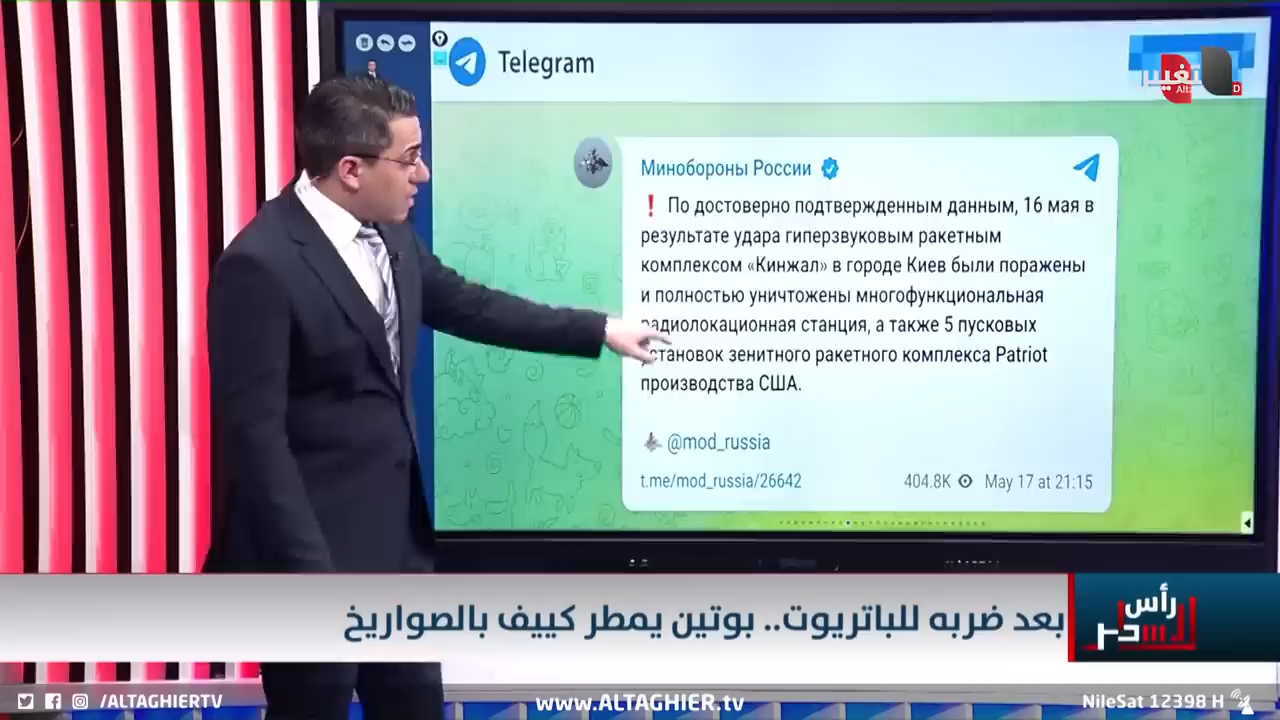 Telegram
تغيير
Минобороны России
❗ По достоверно подтвержденным данным, 16 мая в
результате удара гиперзвуковым ракетным
комплексом «Кинжал» в городе Киев были поражены
и полностью уничтожены многофункциональная
радиолокационная станция, а также 5 пусковых
установок зенитного ракетного комплекса Patriot
производства США.
@mod_russia
t.me/mod_russia/26642 404.8K May 17 at 21:15
رأس السطر
بعد ضربه للباتريوت.. بوتين يمطر كييف بالصواريخ
/ALTAGHIERTV www.ALTAGHIER.tv NileSat 12398 H